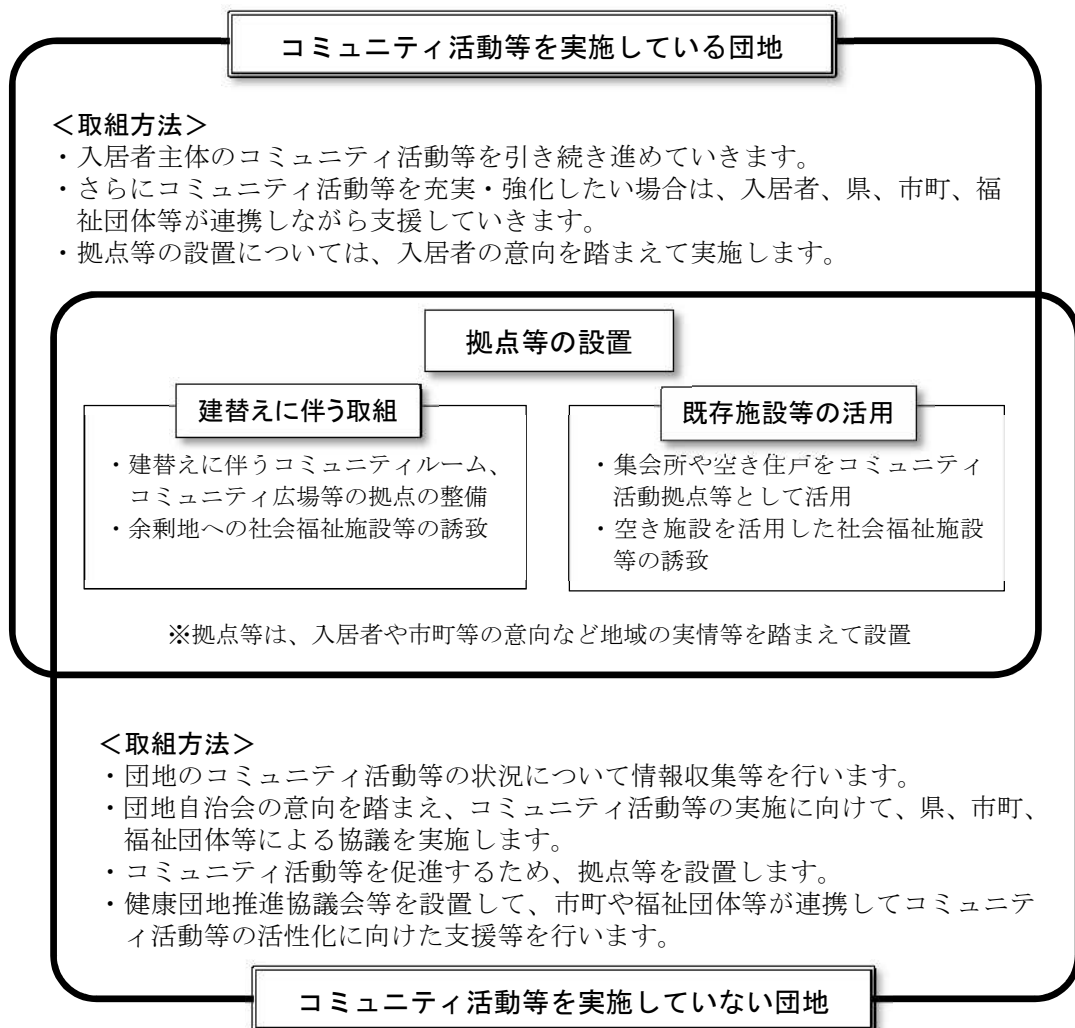 コミュニティ活動等を実施している団地
＜取組方法＞
・入居者主体のコミュニティ活動等を引き続き進めていきます。
・さらにコミュニティ活動等を充実・強化したい場合は、入居者、県、市町、福
祉団体等が連携しながら支援していきます。
・拠点等の設置については、入居者の意向を踏まえて実施します。
拠点等の設置
建替えに伴う取組
・建替えに伴うコミュニティルーム、
コミュニティ広場等の拠点の整備
・余剰地への社会福祉施設等の誘致
既存施設等の活用
・集会所や空き住戸をコミュニティ
活動拠点等として活用
・空き施設を活用した社会福祉施設
等の誘致
※拠点等は、入居者や市町等の意向など地域の実情等を踏まえて設置
＜取組方法＞
・団地のコミュニティ活動等の状況について情報収集等を行います。
・団地自治会の意向を踏まえ、コミュニティ活動等の実施に向けて、県、市町、
福祉団体等による協議を実施します。
・コミュニティ活動等を促進するため、拠点等を設置します。
・健康団地推進協議会等を設置して、市町や福祉団体等が連携してコミュニテ
ィ活動等の活性化に向けた支援等を行います。
コミュニティ活動等を実施していない団地